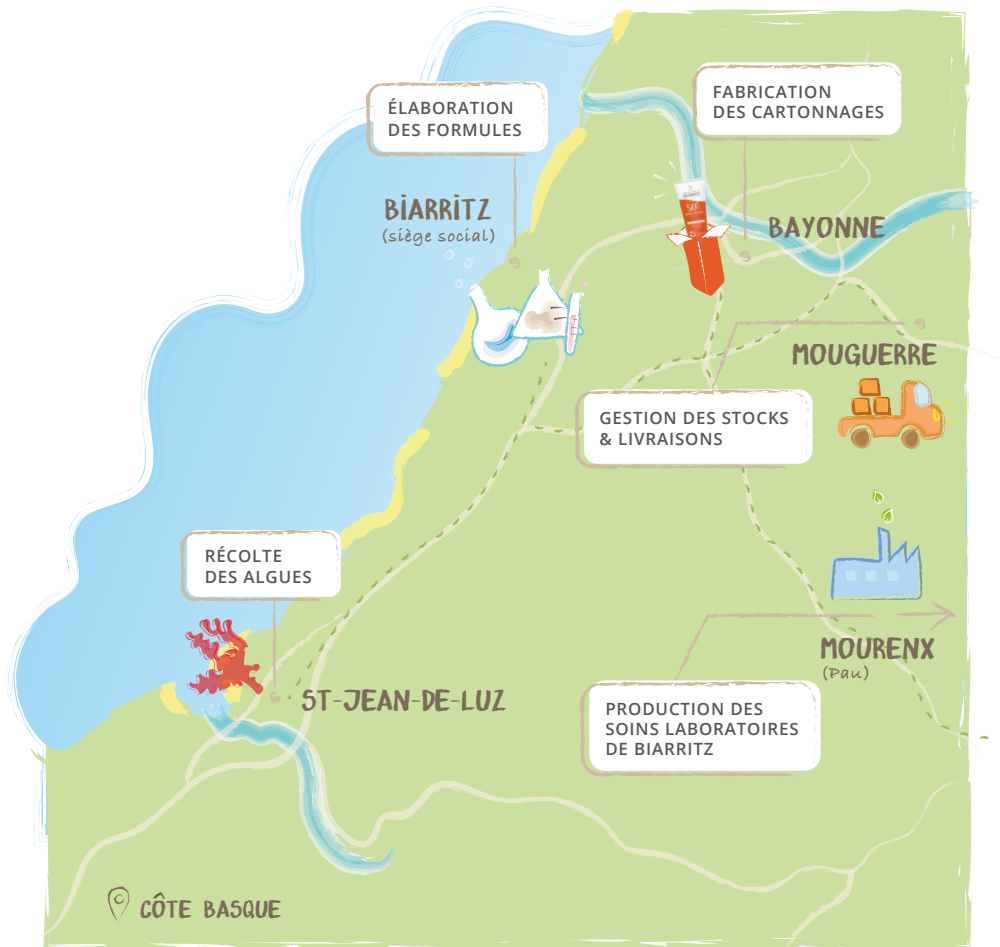 ÉLABORATION
DES FORMULES
FABRICATION
DES CARTONNAGES
BIARRITZ
(siège social)
50
BAYONNE
MOUGUERRE
GESTION DES STOCKS
& LIVRAISONS
RÉCOLTE
DES ALGUES
MOURENX
(Pau)
ST-JEAN-DE-LUZ
PRODUCTION DES
SOINS LABORATOIRES
DE BIARRITZ
CÔTE BASQUE